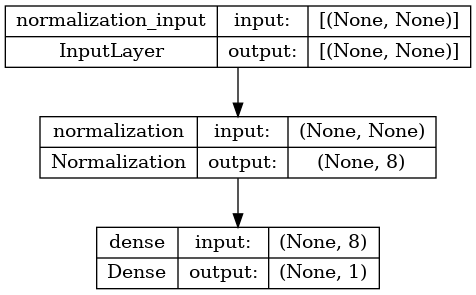 normalization_input input: [(None, None)]
InputLayer output: [(None, None)]
normalization input: (None, None)
Normalization output: (None, 8)
dense input: (None, 8)
Dense output: (None, 1)